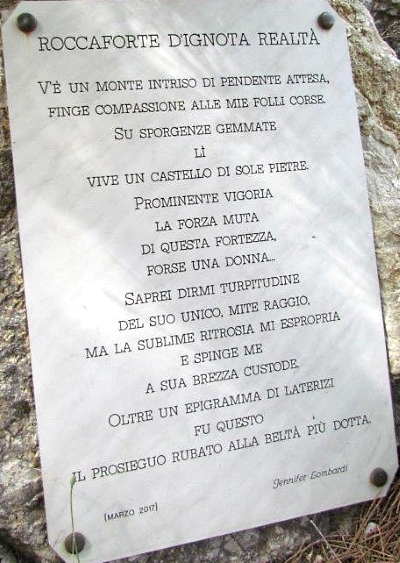 ROCCAFORTE D'IGNOTA REALTÀ
V'É UN MONTE INTRISO DI PENDENTE ATTESA,
FINGE COMPASSIONE ALLE MIE FOLLI CORSE.
SU SPORGENZE GEMMATE
LÌ
VIVE UN CASTELLO DI SOLE PIETRE.
PROMINENTE VIGORIA
LA FORZA MUTA
DI QUESTA FORTEZZA,
FORSE UNA DONNA...
SAPREI DIRMI TURPITUDINE
DEL SUO UNICO, MITE RAGGIO,
MA LA SUBLIME RITROSIA MI ESPROPRIA
E SPINGE ME
A SUA BREZZA CUSTODE.
OLTRE UN EPIGRAMMA DI LATERIZI
FU QUESTO
IL PROSIEGUO RUBATO ALLA BELTÀ PIÙ DOTTA.
Jennifer Lombardi
(MARZO 2017)